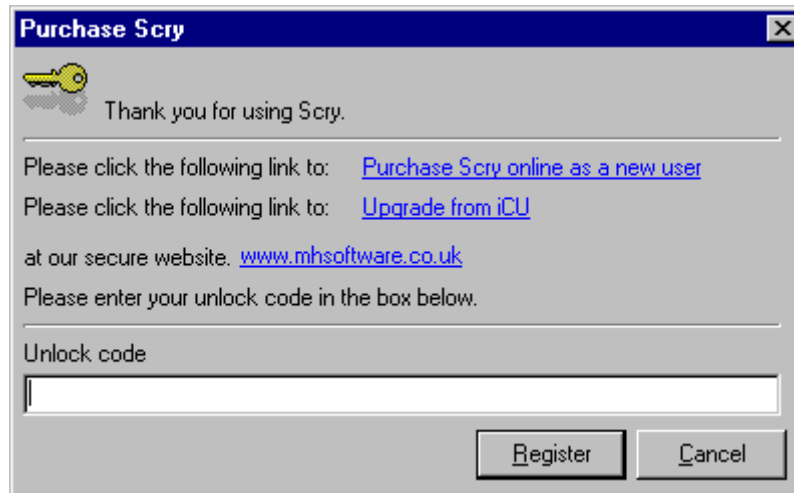 Purchase Scry
Thank you for using Scry.
Please click the following link to: Purchase Scry online as a new user
Please click the following link to: Upgrade from iCU
at our secure website. www.mhsoftware.co.uk
Please enter your unlock code in the box below.
Unlock code
Register Cancel